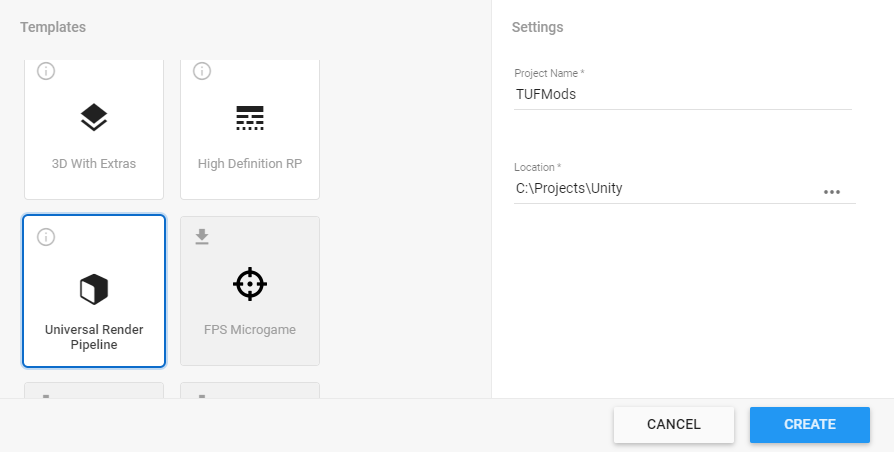 Templates
3D With Extras
High Definition RP
Universal Render
Pipeline
FPS Microgame
Settings
Project Name *
TUFMods
Location *
C:\Projects\Unity
CANCEL
CREATE